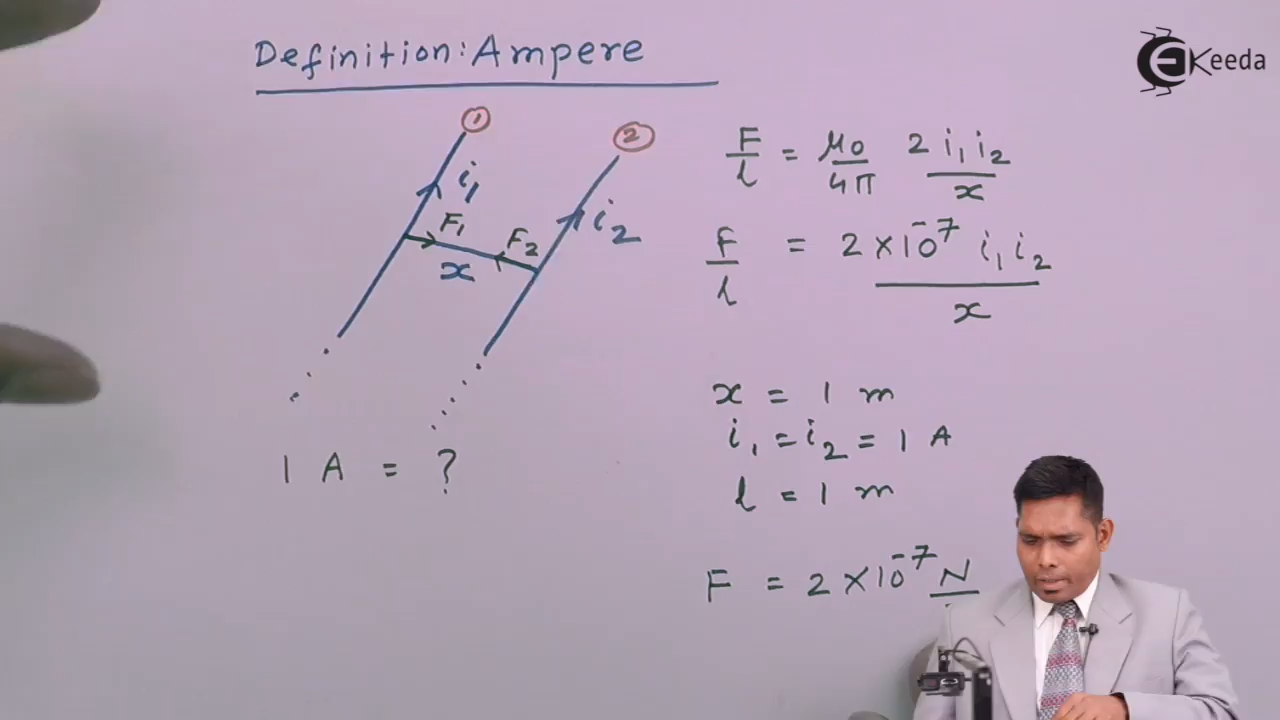 Definition: Ampere
eKeeda
1
2
i₁
i₂
F₁
F₂
x
F/l = μ₀/4π 2 i₁ i₂/x
F/l = 2 × 10⁻⁷ i₁ i₂/x
x = 1 m
i₁ = i₂ = 1 A
l = 1 m
1 A = ?
F = 2 × 10⁻⁷ N